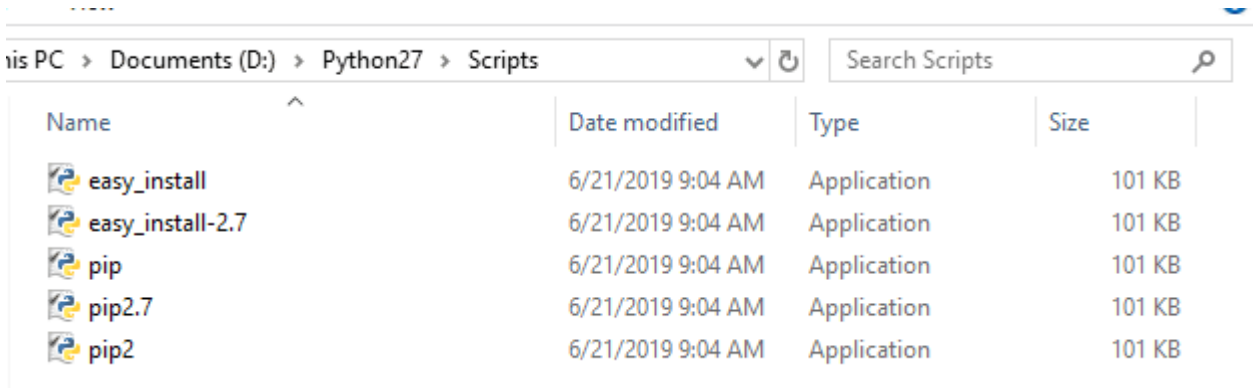 his PC > Documents (D:) > Python27 > Scripts Search Scripts
Name Date modified Type Size
easy_install 6/21/2019 9:04 AM Application 101 KB
easy_install-2.7 6/21/2019 9:04 AM Application 101 KB
pip 6/21/2019 9:04 AM Application 101 KB
pip2.7 6/21/2019 9:04 AM Application 101 KB
pip2 6/21/2019 9:04 AM Application 101 KB